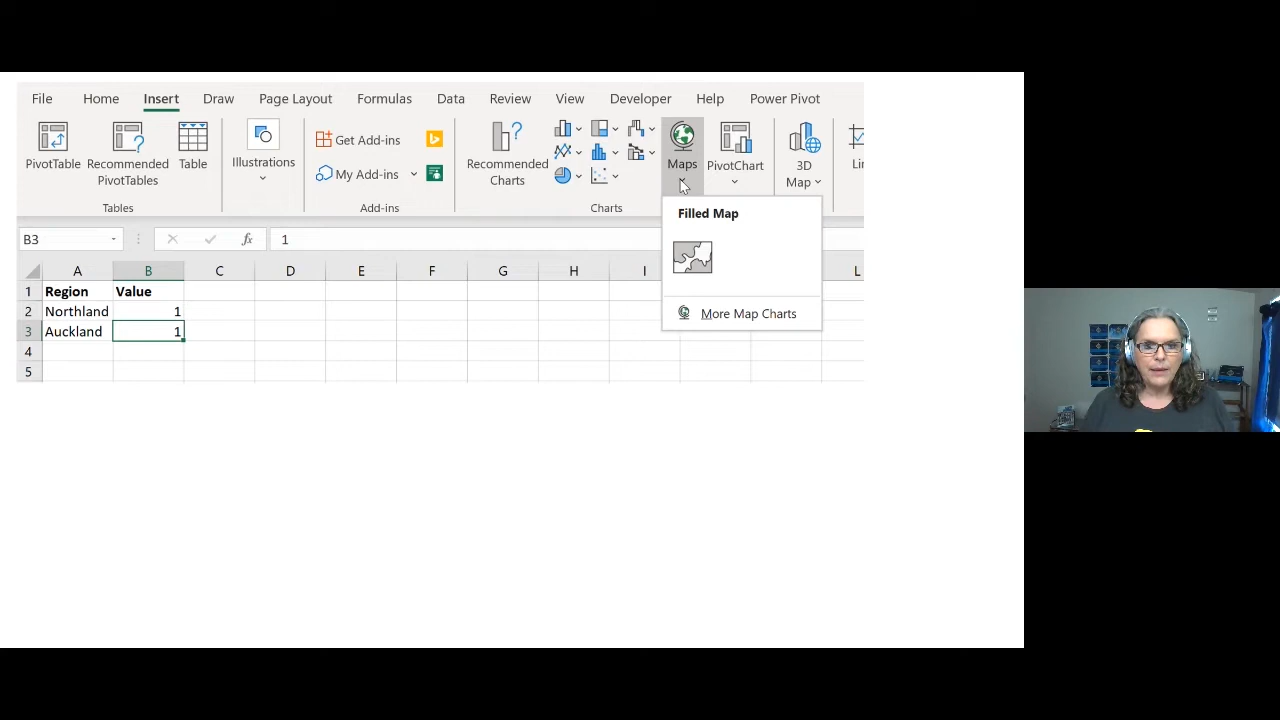 File Home Insert Draw Page Layout Formulas Data Review View Developer Help Power Pivot
PivotTable
Recommended
PivotTables
Table
Tables
Illustrations
Get Add-ins
My Add-ins
Add-ins
Recommended
Charts
Charts
Maps
PivotChart
3D
Map
Filled Map
More Map Charts
B3 fx 1
A B C D E F G H I L
1 Region Value
2 Northland 1
3 Auckland 1
4
5